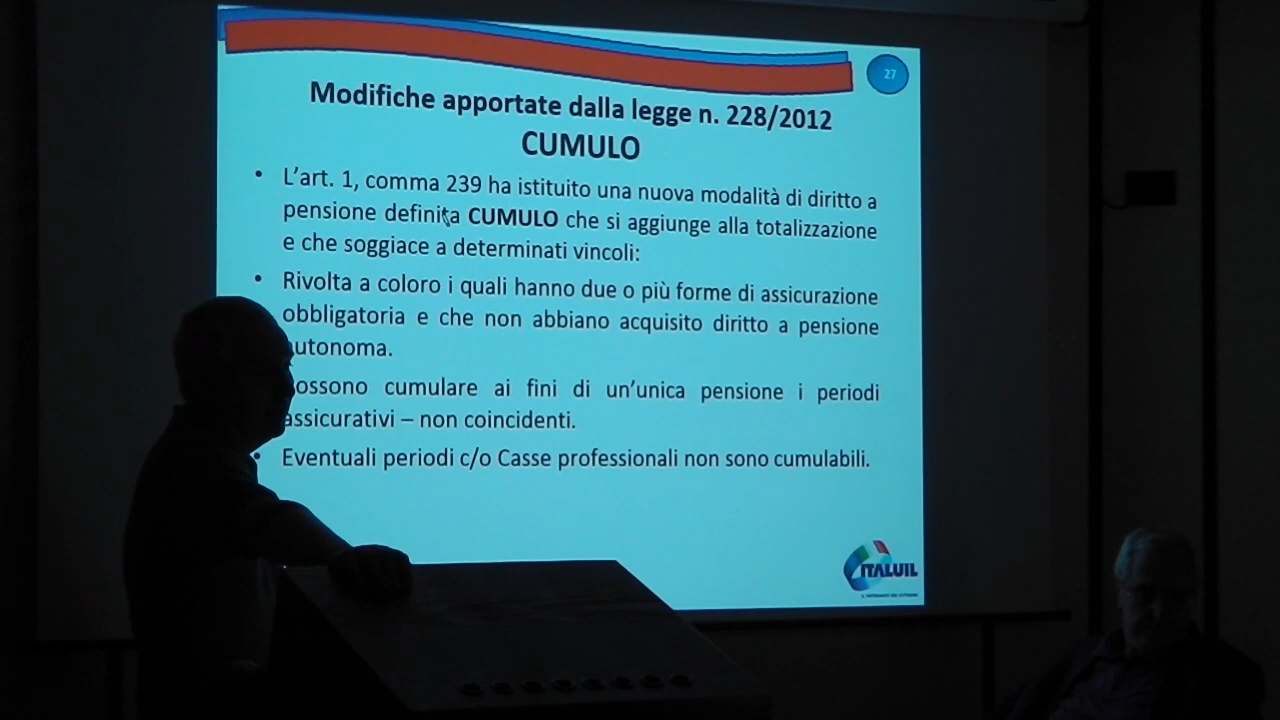 27
Modifiche apportate dalla legge n. 228/2012
CUMULO
• L'art. 1, comma 239 ha istituito una nuova modalità di diritto a
pensione definita CUMULO che si aggiunge alla totalizzazione
e che soggiace a determinati vincoli:
• Rivolta a coloro i quali hanno due o più forme di assicurazione
obbligatoria e che non abbiano acquisito diritto a pensione
utonoma.
ossono cumulare ai fini di un'unica pensione i periodi
assicurativi – non coincidenti.
• Eventuali periodi c/o Casse professionali non sono cumulabili.
ITALUIL